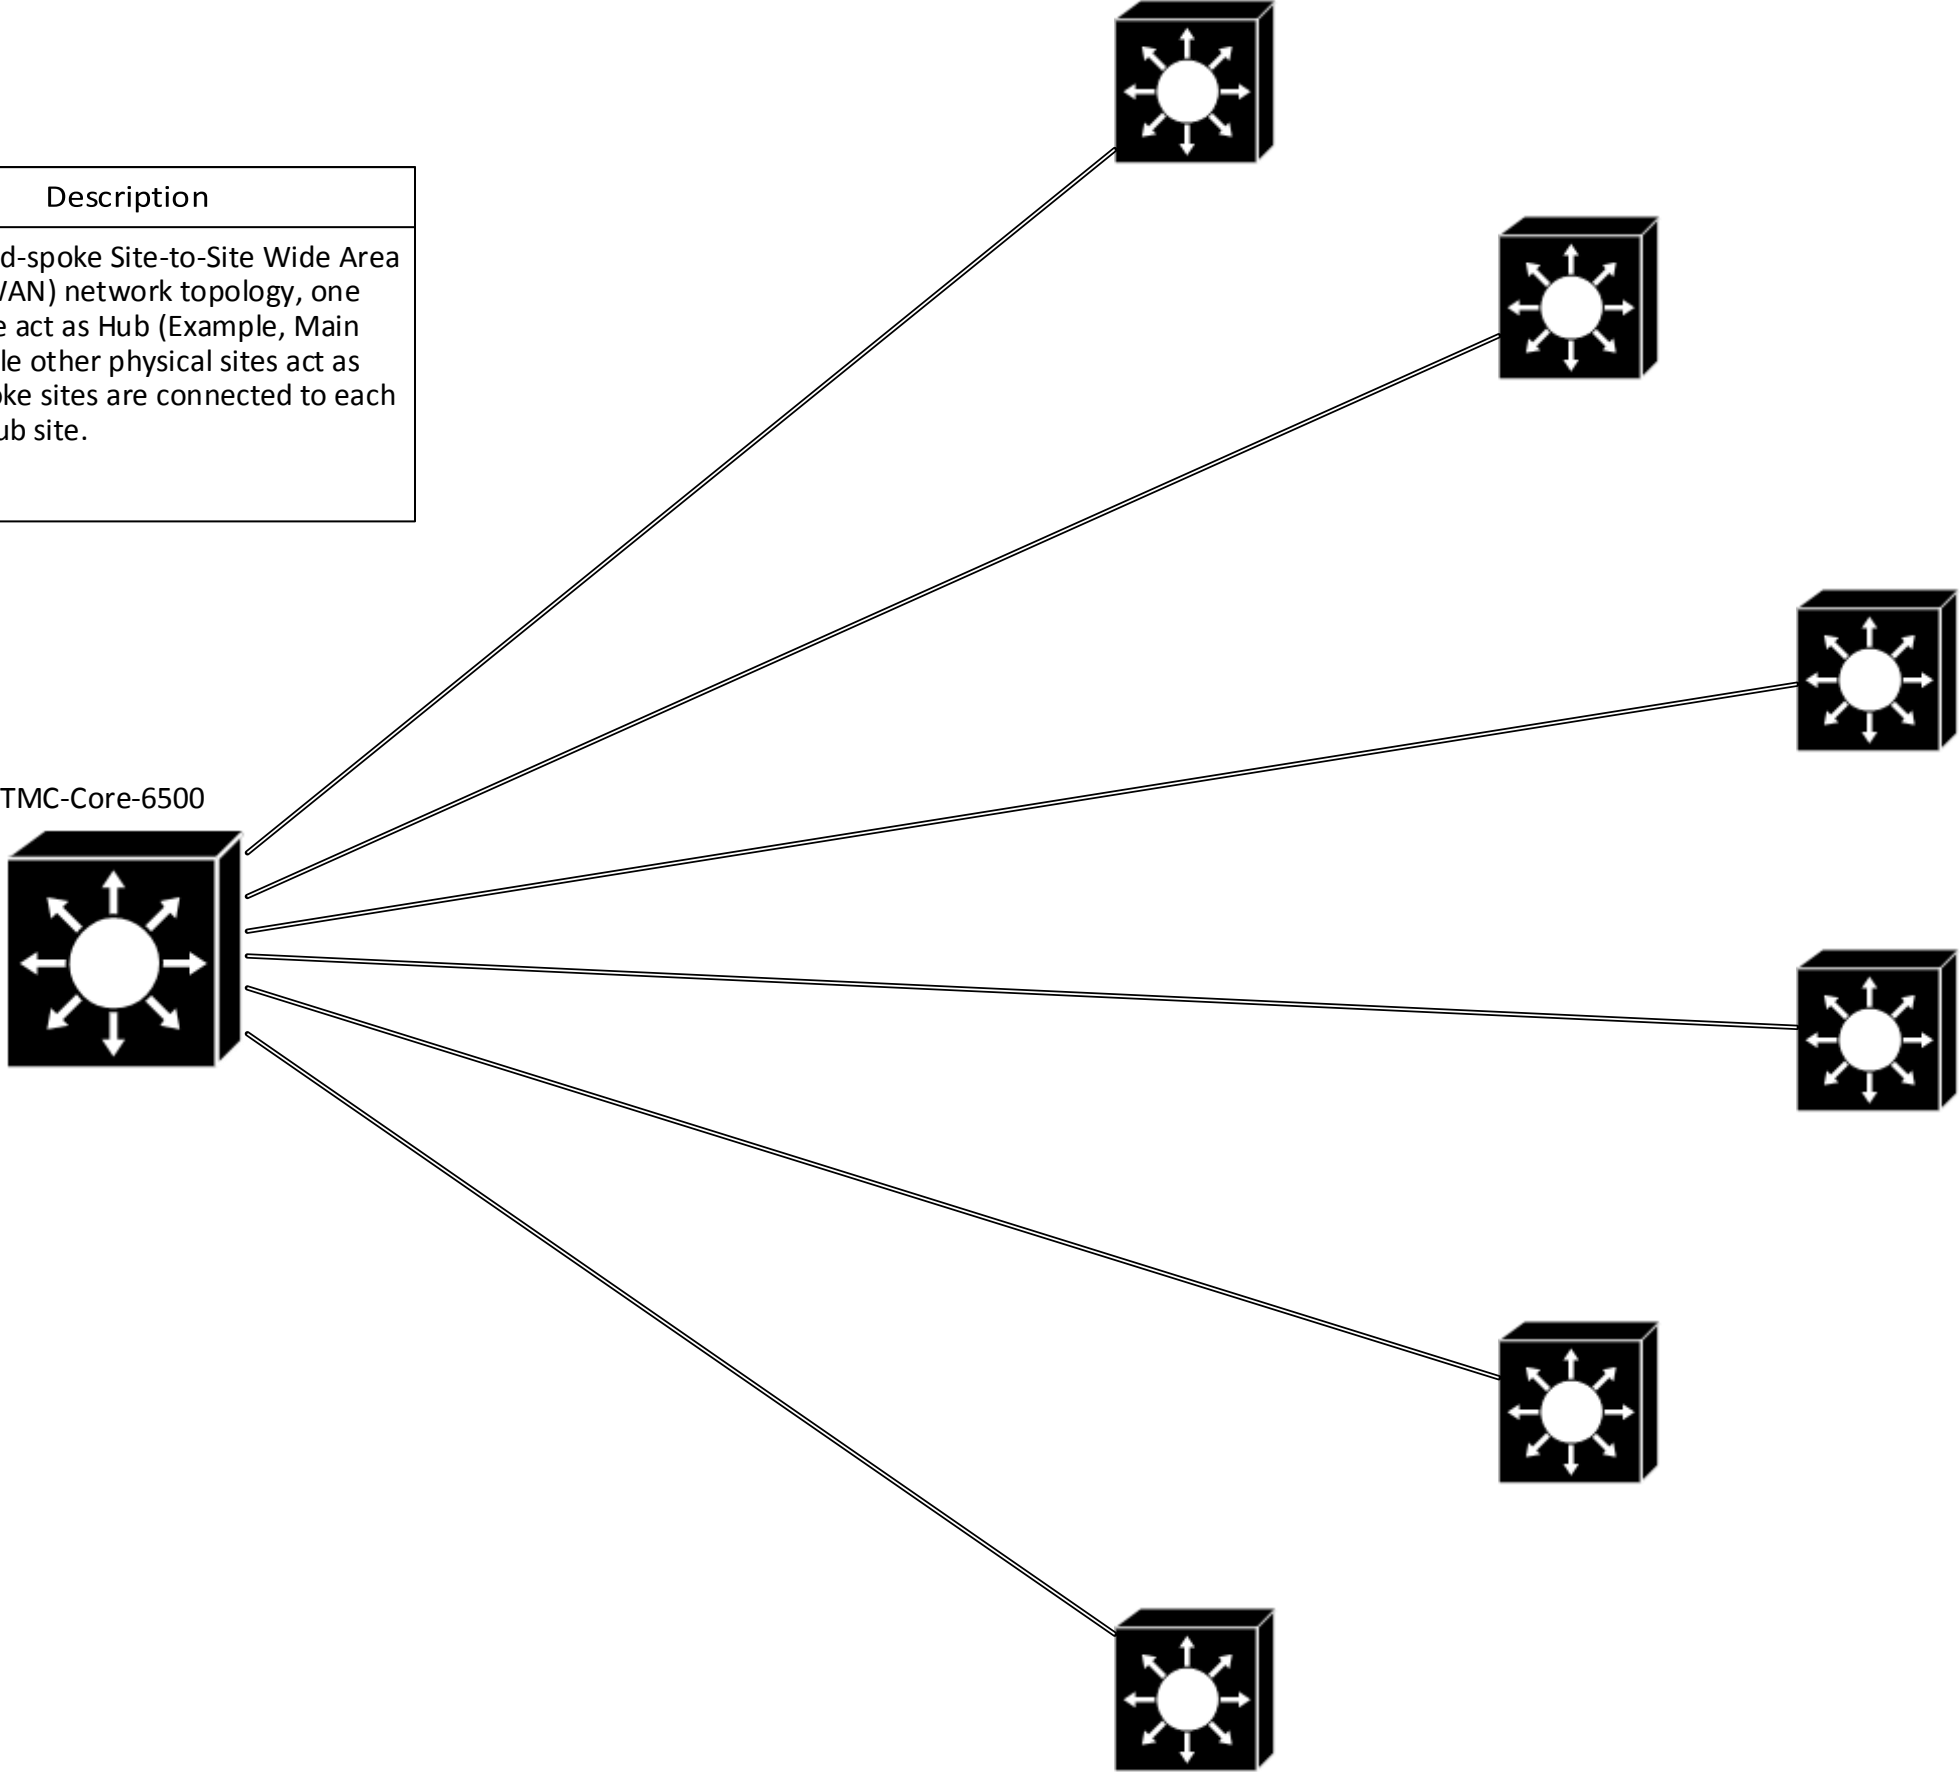 Description
d-spoke Site-to-Site Wide Area
VAN) network topology, one
e act as Hub (Example, Main
le other physical sites act as
oke sites are connected to each
ub site.
TMC-Core-6500